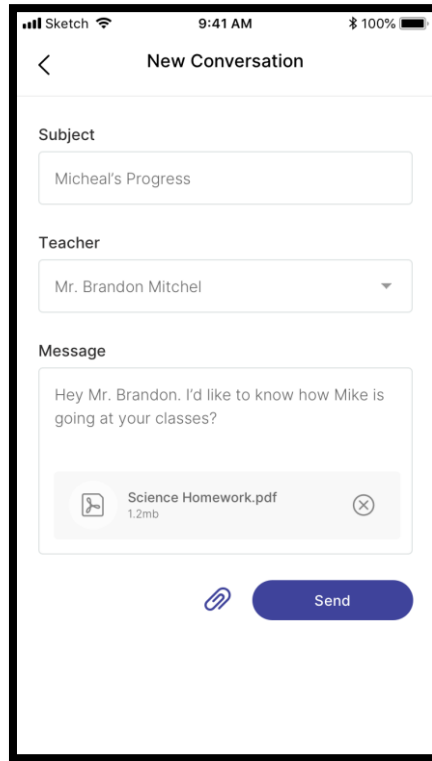 Sketch 9:41 AM 100%
New Conversation
Subject
Micheal's Progress
Teacher
Mr. Brandon Mitchel
Message
Hey Mr. Brandon. I'd like to know how Mike is
going at your classes?
Science Homework.pdf
1.2mb
Send